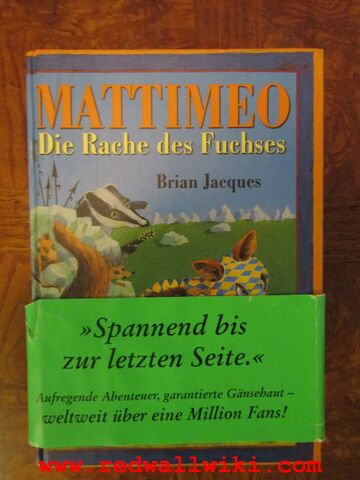 MATTIMEO
Die Rache des Fuchses
Brian Jacques
»Spannend bis
zur letzten Seite.«
Aufregende Abenteuer, garantierte Gänsehaut –
weltweit über eine Million Fans!
www.redwallwiki.com